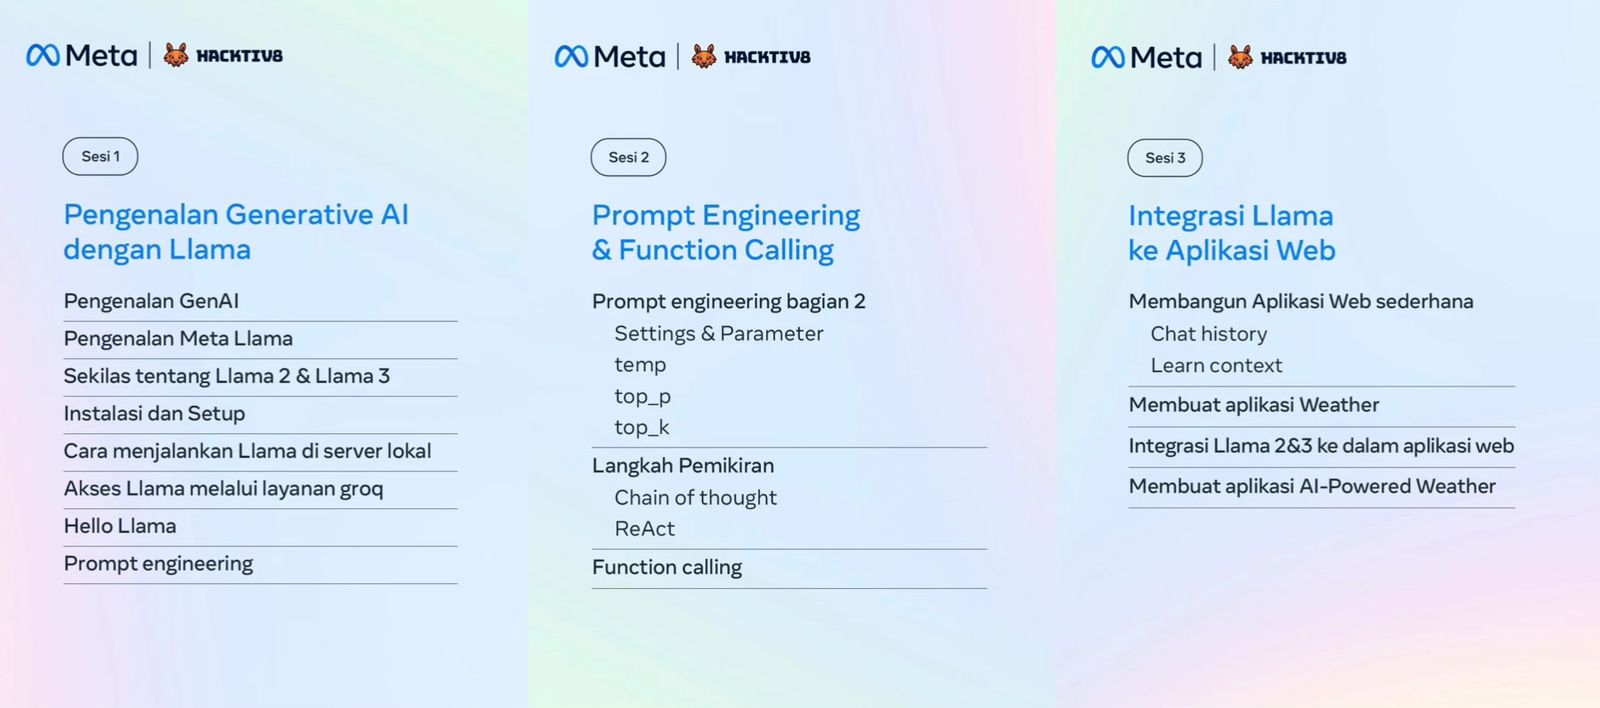 Meta | HACKTIV8
Sesi 1
Pengenalan Generative AI
dengan Llama
Pengenalan GenAI
Pengenalan Meta Llama
Sekilas tentang Llama 2 & Llama 3
Instalasi dan Setup
Cara menjalankan Llama di server lokal
Akses Llama melalui layanan groq
Hello Llama
Prompt engineering
Meta | HACKTIV8
Sesi 2
Prompt Engineering
& Function Calling
Prompt engineering bagian 2
Settings & Parameter
temp
top_p
top_k
Langkah Pemikiran
Chain of thought
ReAct
Function calling
Meta | HACKTIV8
Sesi 3
Integrasi Llama
ke Aplikasi Web
Membangun Aplikasi Web sederhana
Chat history
Learn context
Membuat aplikasi Weather
Integrasi Llama 2&3 ke dalam aplikasi web
Membuat aplikasi AI-Powered Weather